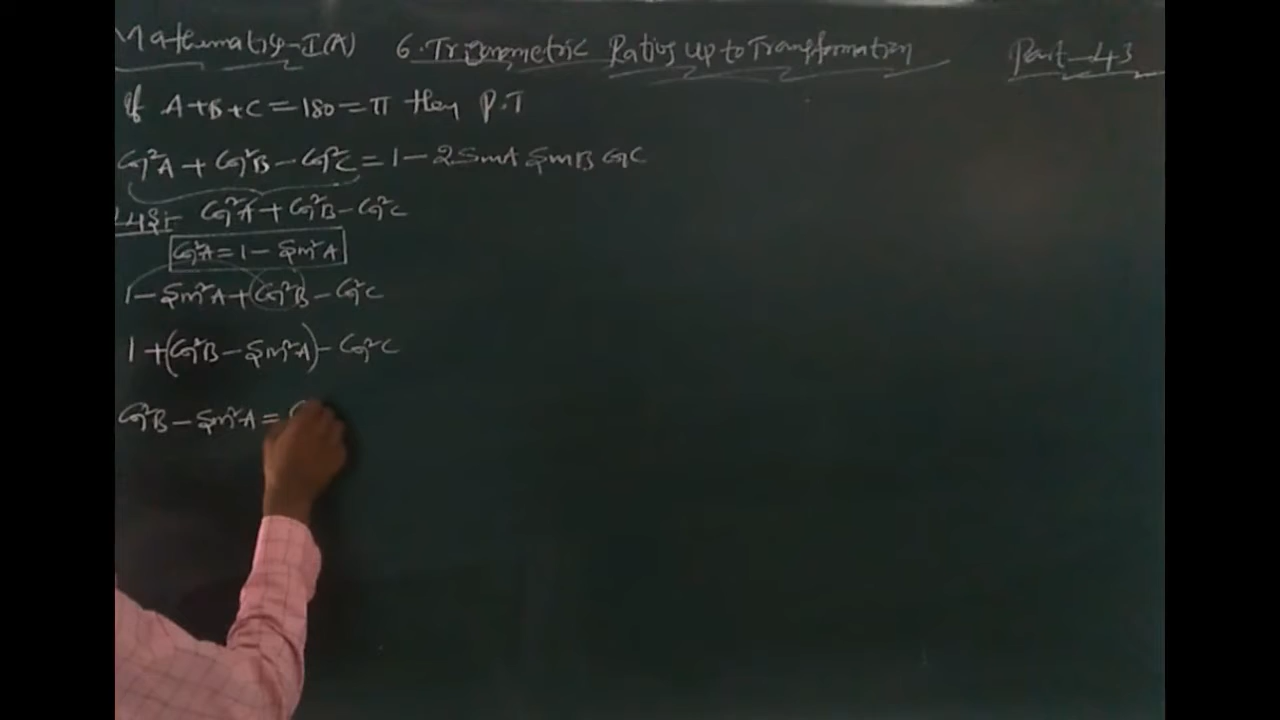 Mathematics-I(A) 6.Trigonometric Ratios up to Transformation Part-43
If A+B+C=180=π then P.T
Cos²A+Cos²B-Cos²C=1-2SinA SinB CosC
LHS:- Cos²A+Cos²B-Cos²C
Cos²A=1-Sin²A
1-Sin²A+Cos²B-Cos²C
1+(Cos²B-Sin²A)-Cos²C
Cos²B-Sin²A=